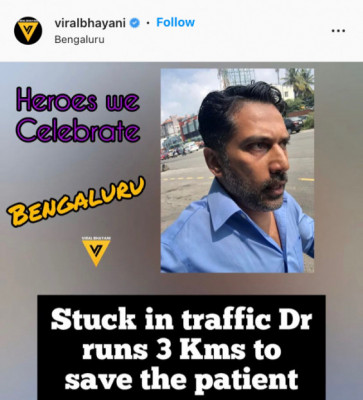 viralbhayani • Follow
Bengaluru
Heroes we
Celebrate
BENGALURU
VIRAL BHAYANI
Stuck in traffic Dr
runs 3 Kms to
save the patient